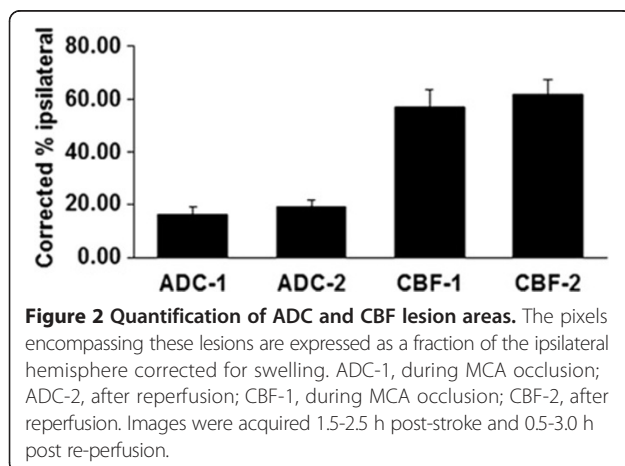 80.00
60.00
40.00
20.00
0.00
Corrected % ipsilateral
ADC-1 ADC-2 CBF-1 CBF-2
Figure 2 Quantification of ADC and CBF lesion areas. The pixels
encompassing these lesions are expressed as a fraction of the ipsilateral
hemisphere corrected for swelling. ADC-1, during MCA occlusion;
ADC-2, after reperfusion; CBF-1, during MCA occlusion; CBF-2, after
reperfusion. Images were acquired 1.5-2.5 h post-stroke and 0.5-3.0 h
post re-perfusion.